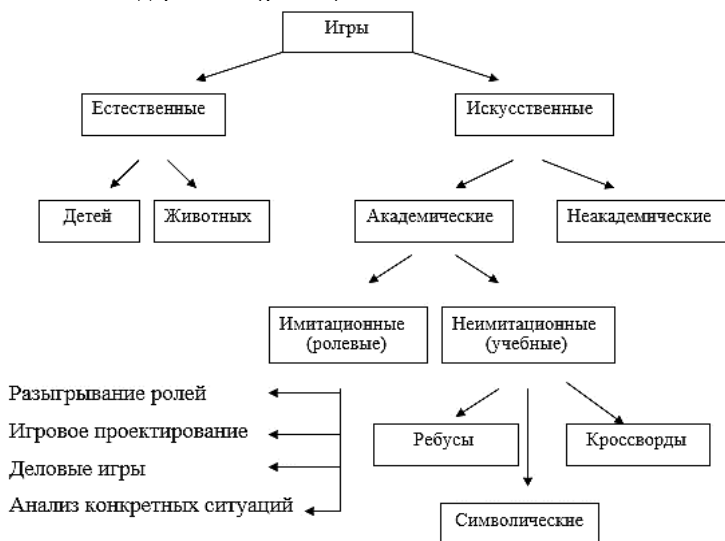 Игры
Естественные
Искусственные
Детей
Животных
Академические
Неакадемические
Имитационные
(ролевые)
Неимитационные
(учебные)
Разыгрывание ролей
Игровое проектирование
Деловые игры
Анализ конкретных ситуаций
Ребусы
Кроссворды
Символические